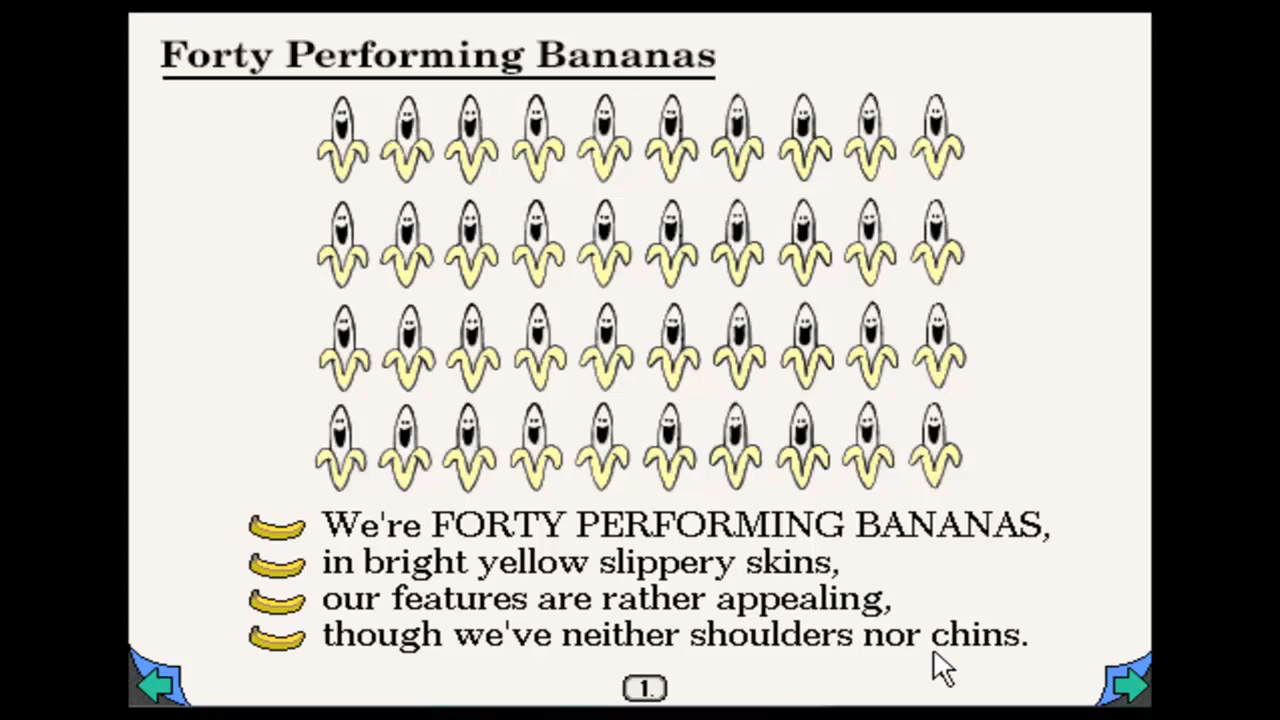 Forty Performing Bananas
We're FORTY PERFORMING BANANAS,
in bright yellow slippery skins,
our features are rather appealing,
though we've neither shoulders nor chins.
1.